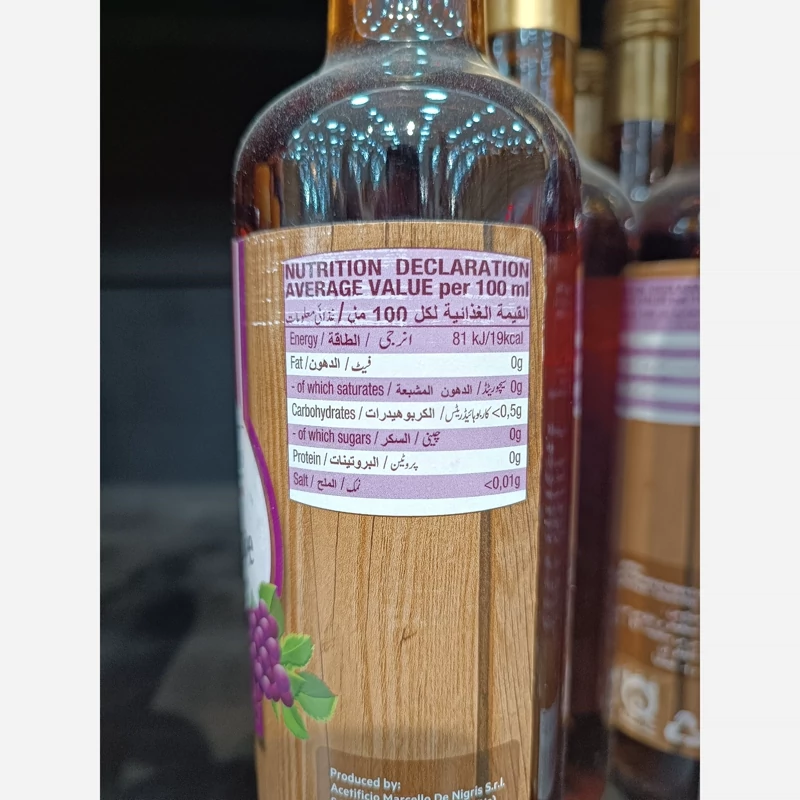 NUTRITION DECLARATION
AVERAGE VALUE per 100 ml
القيمة الغذائية لكل 100 مل / غذائی معلومات
Energy / الطاقة / انرجی 81 kJ/19kcal
Fat / الدهون / فیٹ 0g
- of which saturates / الدهون المشبعة / سیچوریٹڈ 0g
Carbohydrates / الكربوهيدرات / کاربوہائیڈریٹس <0,5g
- of which sugars / السكر / چینی 0g
Protein / البروتينات / پروٹین 0g
Salt / الملح / نمک <0,01g
Produced by:
Acetificio Marcello De Nigris S.r.l.